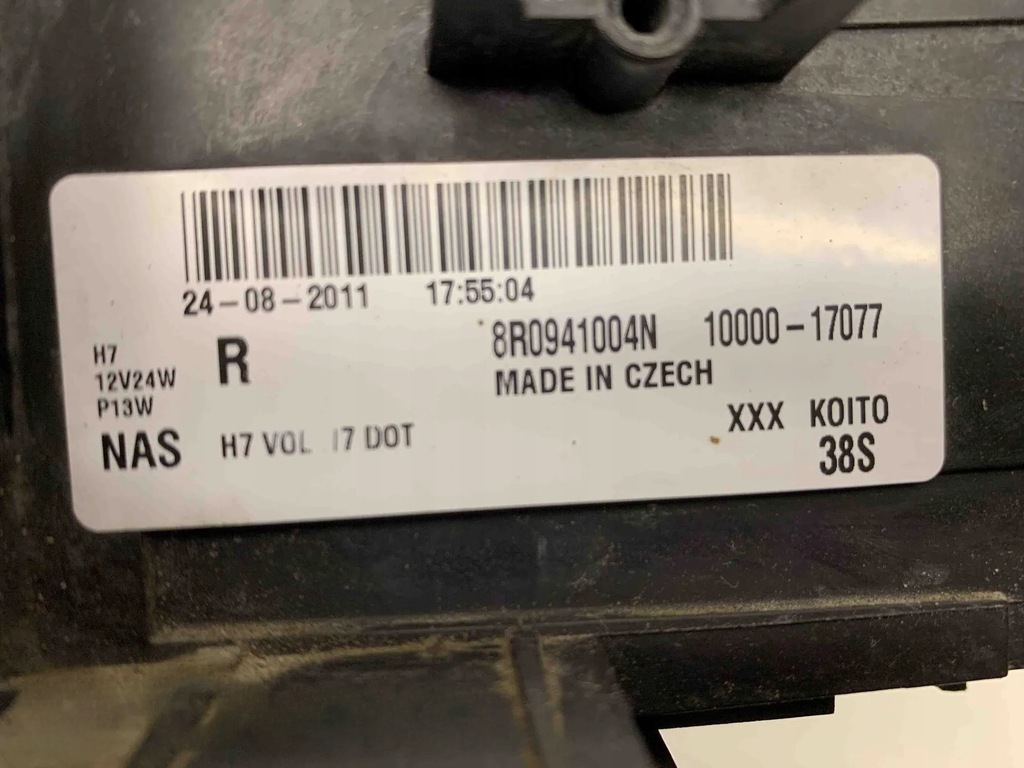 24-08-2011 17:55:04
8R0941004N 10000-17077
H7
12V24W
P13W
R
MADE IN CZECH
XXX KOITO
NAS H7 VOL DOT
38S